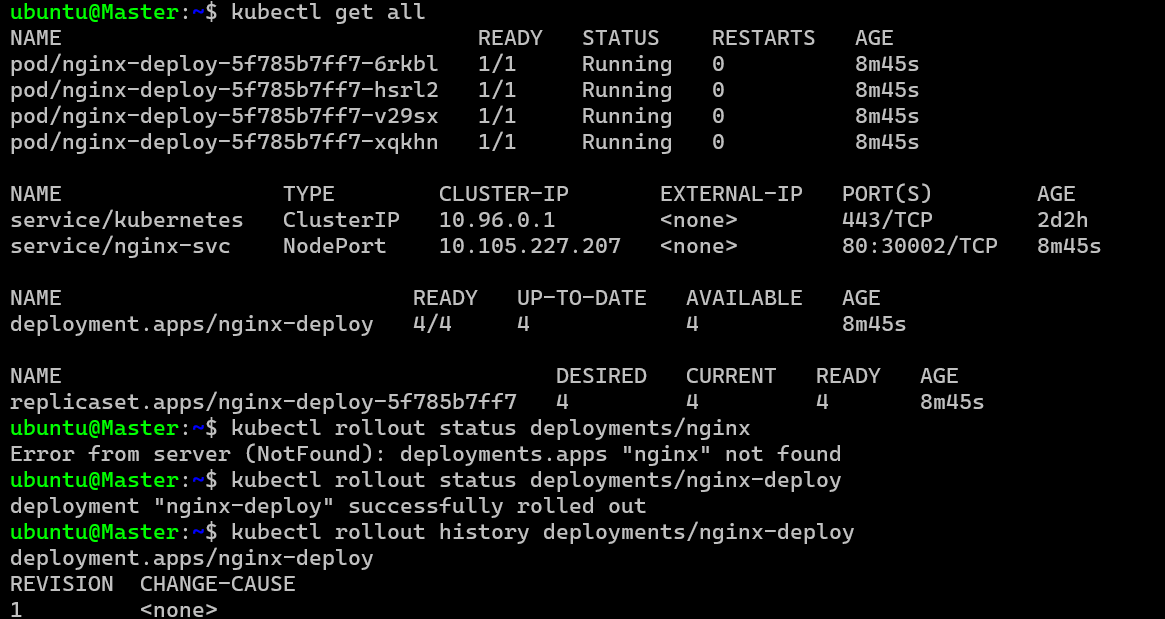 ubuntu@Master:~$ kubectl get all
NAME                                READY   STATUS    RESTARTS   AGE
pod/nginx-deploy-5f785b7ff7-6rkbl   1/1     Running   0          8m45s
pod/nginx-deploy-5f785b7ff7-hsrl2   1/1     Running   0          8m45s
pod/nginx-deploy-5f785b7ff7-v29sx   1/1     Running   0          8m45s
pod/nginx-deploy-5f785b7ff7-xqkhn   1/1     Running   0          8m45s

NAME                 TYPE        CLUSTER-IP       EXTERNAL-IP   PORT(S)        AGE
service/kubernetes   ClusterIP   10.96.0.1        <none>        443/TCP        2d2h
service/nginx-svc    NodePort    10.105.227.207   <none>        80:30002/TCP   8m45s

NAME                           READY   UP-TO-DATE   AVAILABLE   AGE
deployment.apps/nginx-deploy   4/4     4            4           8m45s

NAME                                      DESIRED   CURRENT   READY   AGE
replicaset.apps/nginx-deploy-5f785b7ff7   4         4         4       8m45s
ubuntu@Master:~$ kubectl rollout status deployments/nginx
Error from server (NotFound): deployments.apps "nginx" not found
ubuntu@Master:~$ kubectl rollout status deployments/nginx-deploy
deployment "nginx-deploy" successfully rolled out
ubuntu@Master:~$ kubectl rollout history deployments/nginx-deploy
deployment.apps/nginx-deploy
REVISION  CHANGE-CAUSE
1         <none>